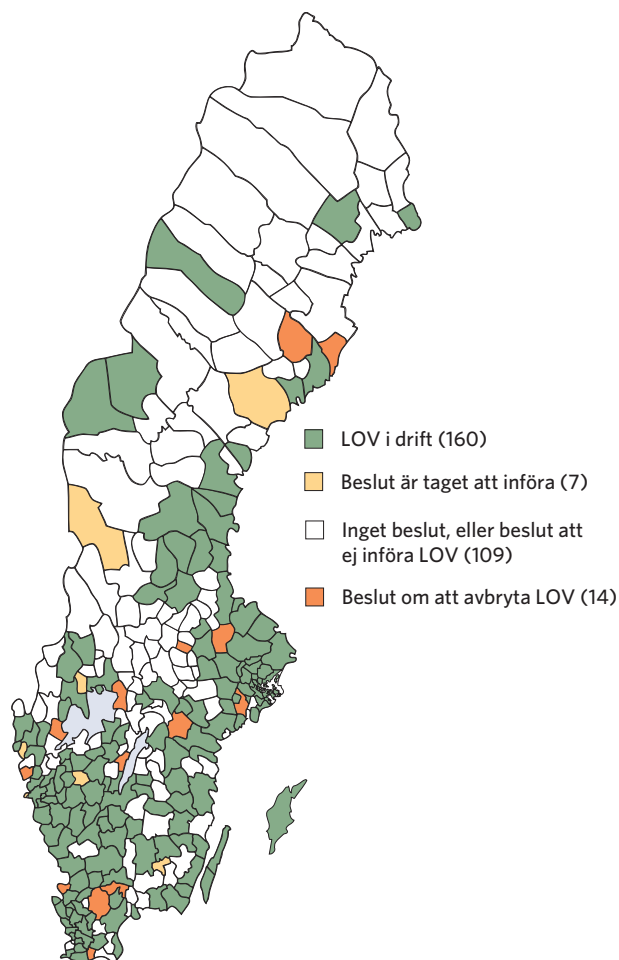 LOV i drift (160)
Beslut är taget att införa (7)
Inget beslut, eller beslut att
ej införa LOV (109)
Beslut om att avbryta LOV (14)